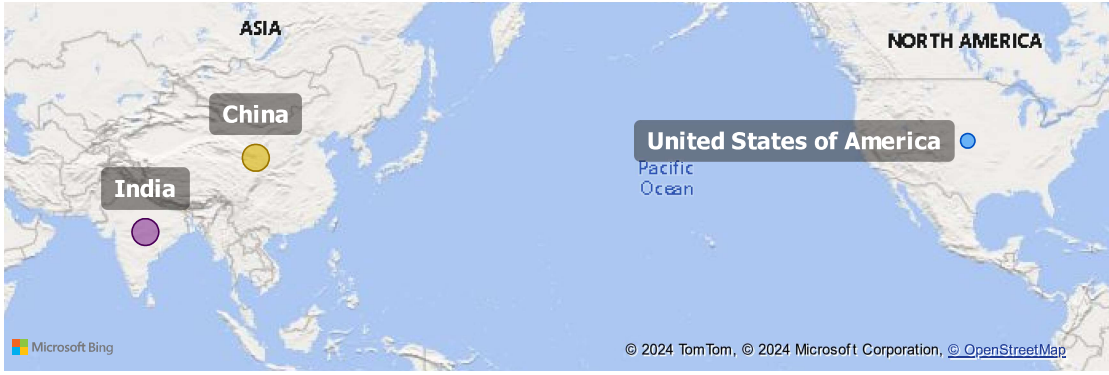 ASIA
NORTH AMERICA
China
United States of America
Pacific
Ocean
India
Microsoft Bing
© 2024 TomTom, © 2024 Microsoft Corporation, © OpenStreetMap